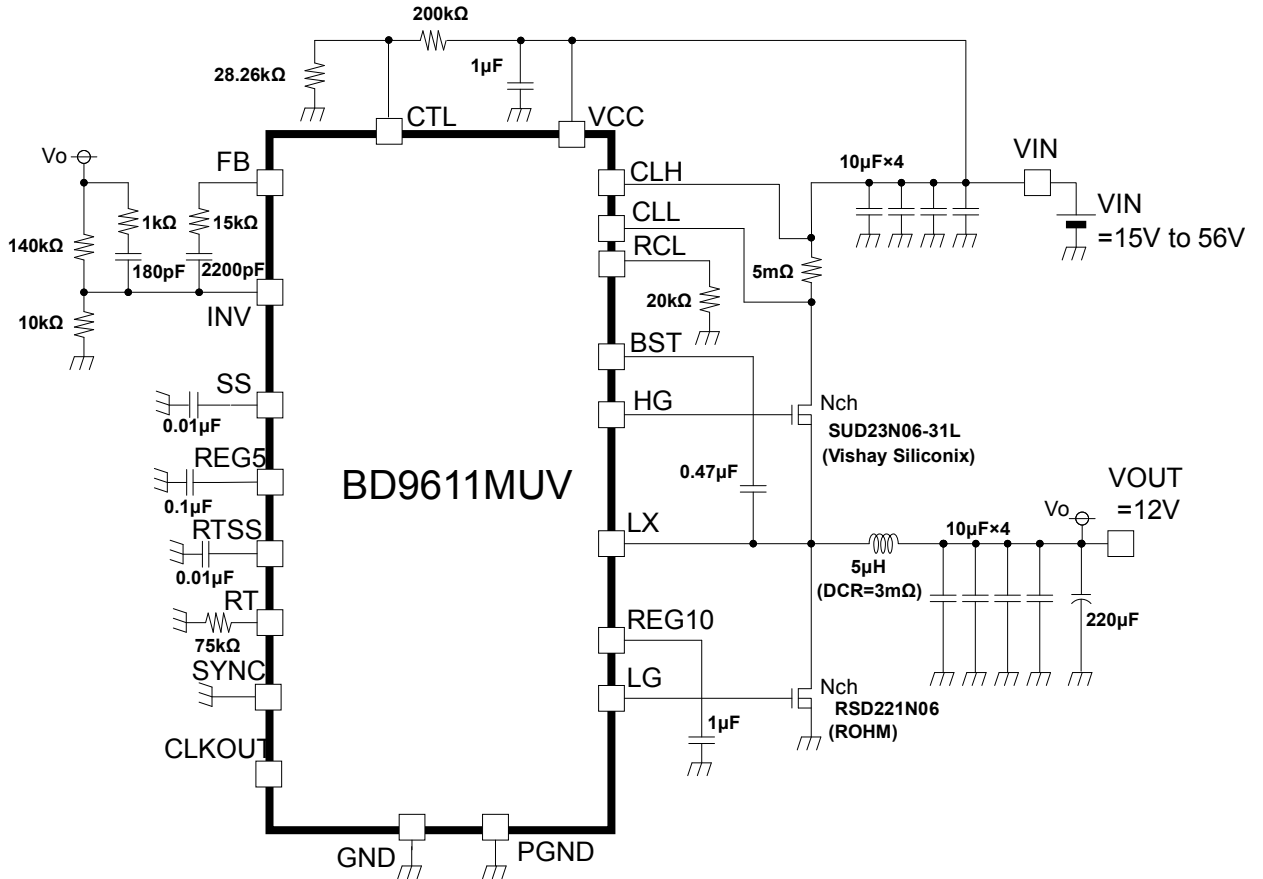 200kΩ
28.26kΩ
1µF
CTL
VCC
Vo
FB
1kΩ
15kΩ
140kΩ
180pF
2200pF
10kΩ
INV
SS
0.01µF
REG5
0.1µF
RTSS
0.01µF
RT
75kΩ
SYNC
CLKOUT
GND
PGND
BD9611MUV
CLH
CLL
RCL
20kΩ
BST
HG
0.47µF
LX
REG10
LG
1µF
10µF×4
VIN
VIN
=15V to 56V
5mΩ
Nch
SUD23N06-31L
(Vishay Siliconix)
5µH
(DCR=3mΩ)
10µF×4
Vo
VOUT
=12V
220µF
Nch
RSD221N06
(ROHM)